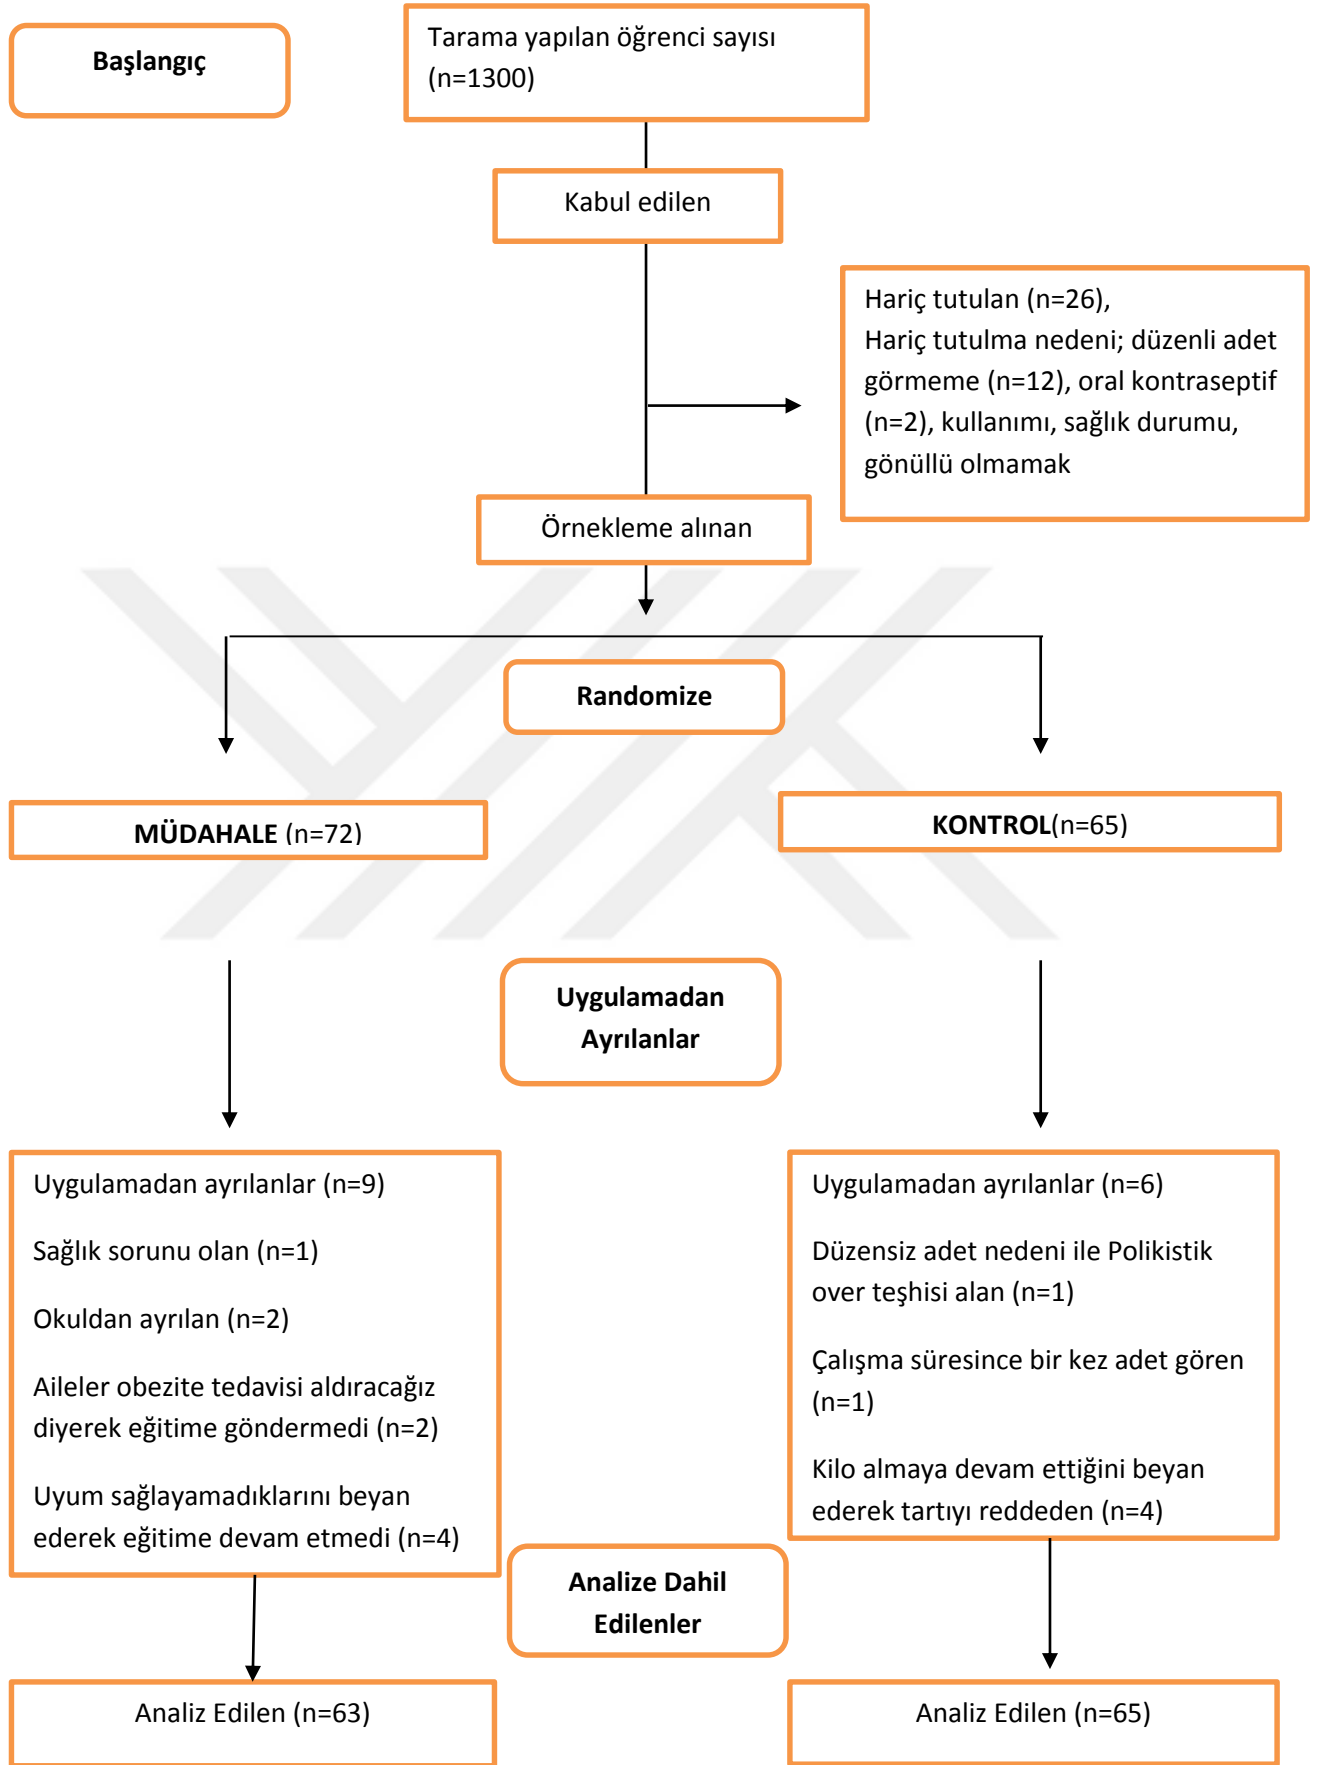 Başlangıç
Tarama yapılan öğrenci sayısı
(n=1300)
Kabul edilen
Hariç tutulan (n=26),
Hariç tutulma nedeni; düzenli adet
görmeme (n=12), oral kontraseptif
(n=2), kullanımı, sağlık durumu,
gönüllü olmamak
Örnekleme alınan
Randomize
MÜDAHALE (n=72)
KONTROL(n=65)
Uygulamadan
Ayrılanlar
Uygulamadan ayrılanlar (n=9)
Sağlık sorunu olan (n=1)
Okuldan ayrılan (n=2)
Aileler obezite tedavisi aldıracağız
diyerek eğitime göndermedi (n=2)
Uyum sağlayamadıklarını beyan
ederek eğitime devam etmedi (n=4)
Uygulamadan ayrılanlar (n=6)
Düzensiz adet nedeni ile Polikistik
over teşhisi alan (n=1)
Çalışma süresince bir kez adet gören
(n=1)
Kilo almaya devam ettiğini beyan
ederek tartıyı reddeden (n=4)
Analize Dahil
Edilenler
Analiz Edilen (n=63)
Analiz Edilen (n=65)